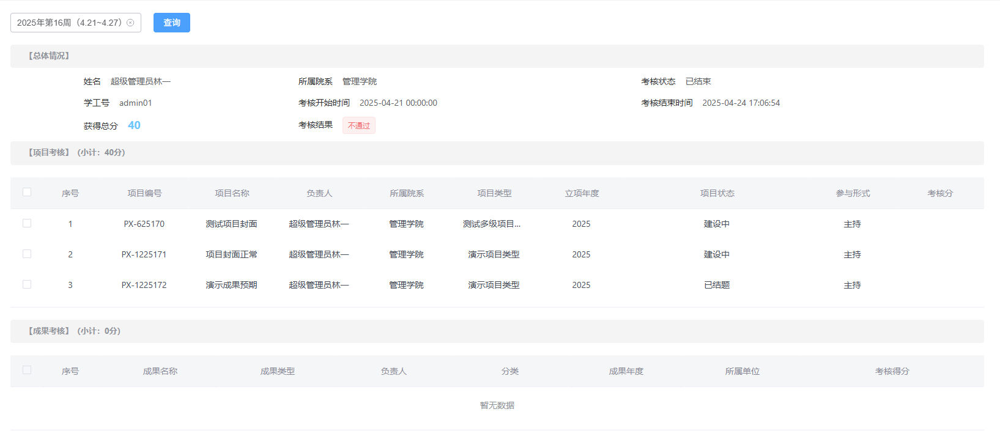 2025年第16周（4.21~4.27） 查询
【总体情况】
姓名 超级管理员林一 所属院系 管理学院 考核状态 已结束
学工号 admin01 考核开始时间 2025-04-21 00:00:00 考核结束时间 2025-04-24 17:06:54
获得总分 40 考核结果 不通过
【项目考核】（小计：40分）
序号 项目编号 项目名称 负责人 所属院系 项目类型 立项年度 项目状态 参与形式 考核分
1 PX-625170 测试项目封面 超级管理员林一 管理学院 测试多级项目... 2025 建设中 主持
2 PX-1225171 项目封面正常 超级管理员林一 管理学院 演示项目类型 2025 建设中 主持
3 PX-1225172 演示成果预期 超级管理员林一 管理学院 演示项目类型 2025 已结题 主持
【成果考核】（小计：0分）
序号 成果名称 成果类型 负责人 分类 成果年度 所属单位 考核得分
暂无数据